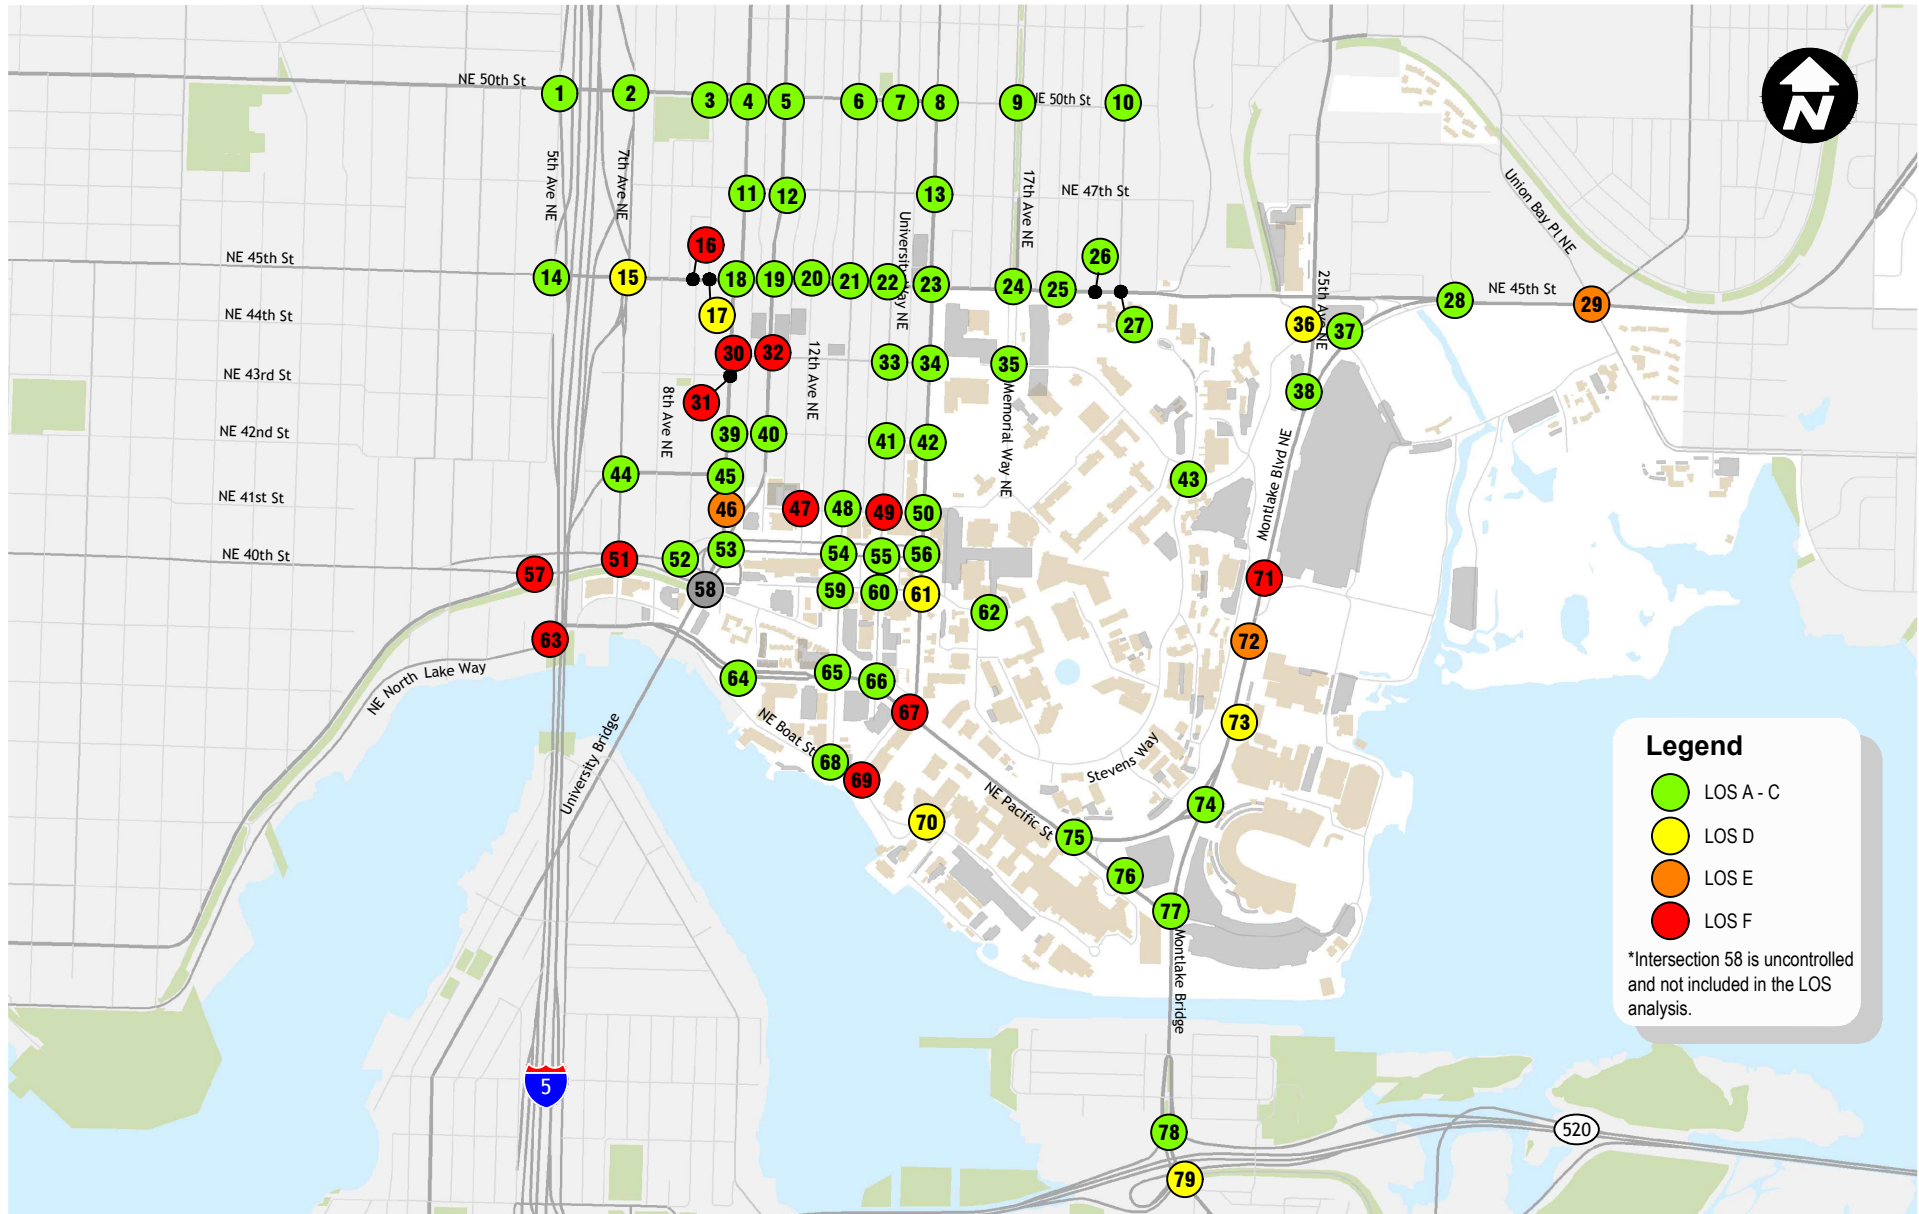 NE 50th St
1
2
3
4
5
6
7
8
9
NE 50th St
10
5th Ave NE
7th Ave NE
11
12
13
17th Ave NE
NE 47th St
Union Bay Pl NE
University Way NE
16
26
NE 45th St
14
15
18
19
20
21
22
23
24
25
25th Ave NE
28
NE 45th St
29
NE 44th St
17
27
36
37
30
32
12th Ave NE
33
34
35
NE 43rd St
31
8th Ave NE
Memorial Way NE
38
NE 42nd St
39
40
41
42
Montlake Blvd NE
44
45
43
NE 41st St
46
47
48
49
50
NE 40th St
57
51
52
53
54
55
56
58
59
60
61
62
71
63
72
NE North Lake Way
64
65
66
67
73
University Bridge
NE Boat St
68
69
Stevens Way
NE Pacific St
70
74
75
76
77
Montlake Bridge
78
79
5
520
N
Legend
LOS A - C
LOS D
LOS E
LOS F
*Intersection 58 is uncontrolled
and not included in the LOS
analysis.